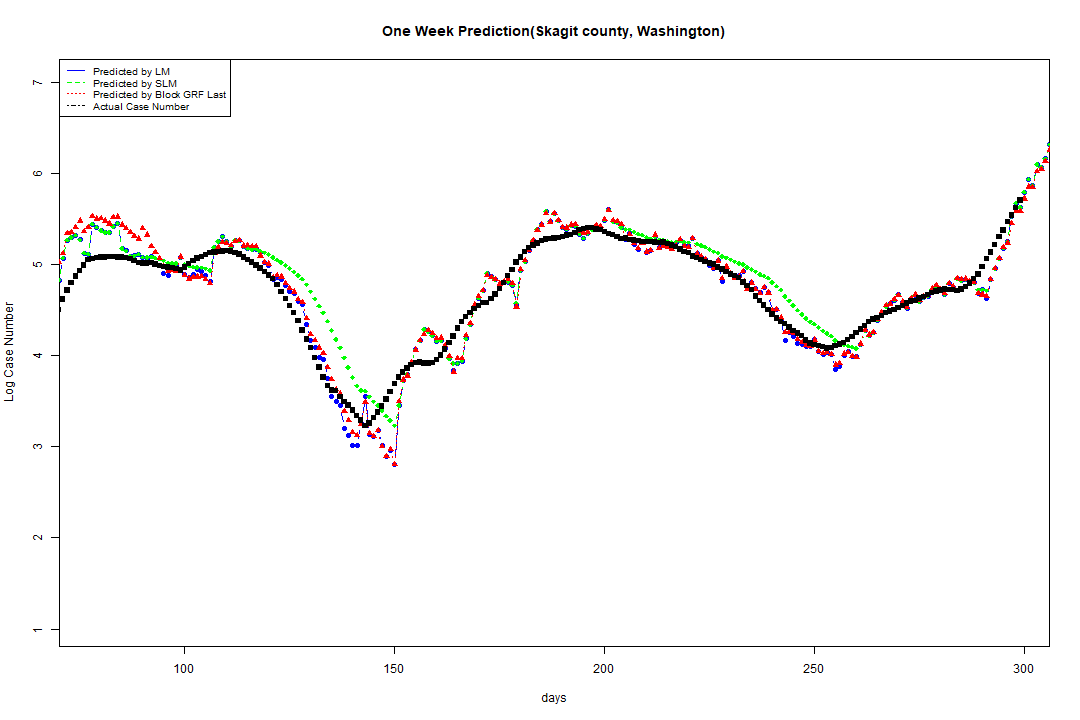 One Week Prediction(Skagit county, Washington)
Predicted by LM
Predicted by SLM
Predicted by Block GRF Last
Actual Case Number
7
6
5
4
3
2
1
Log Case Number
100 150 200 250 300
days